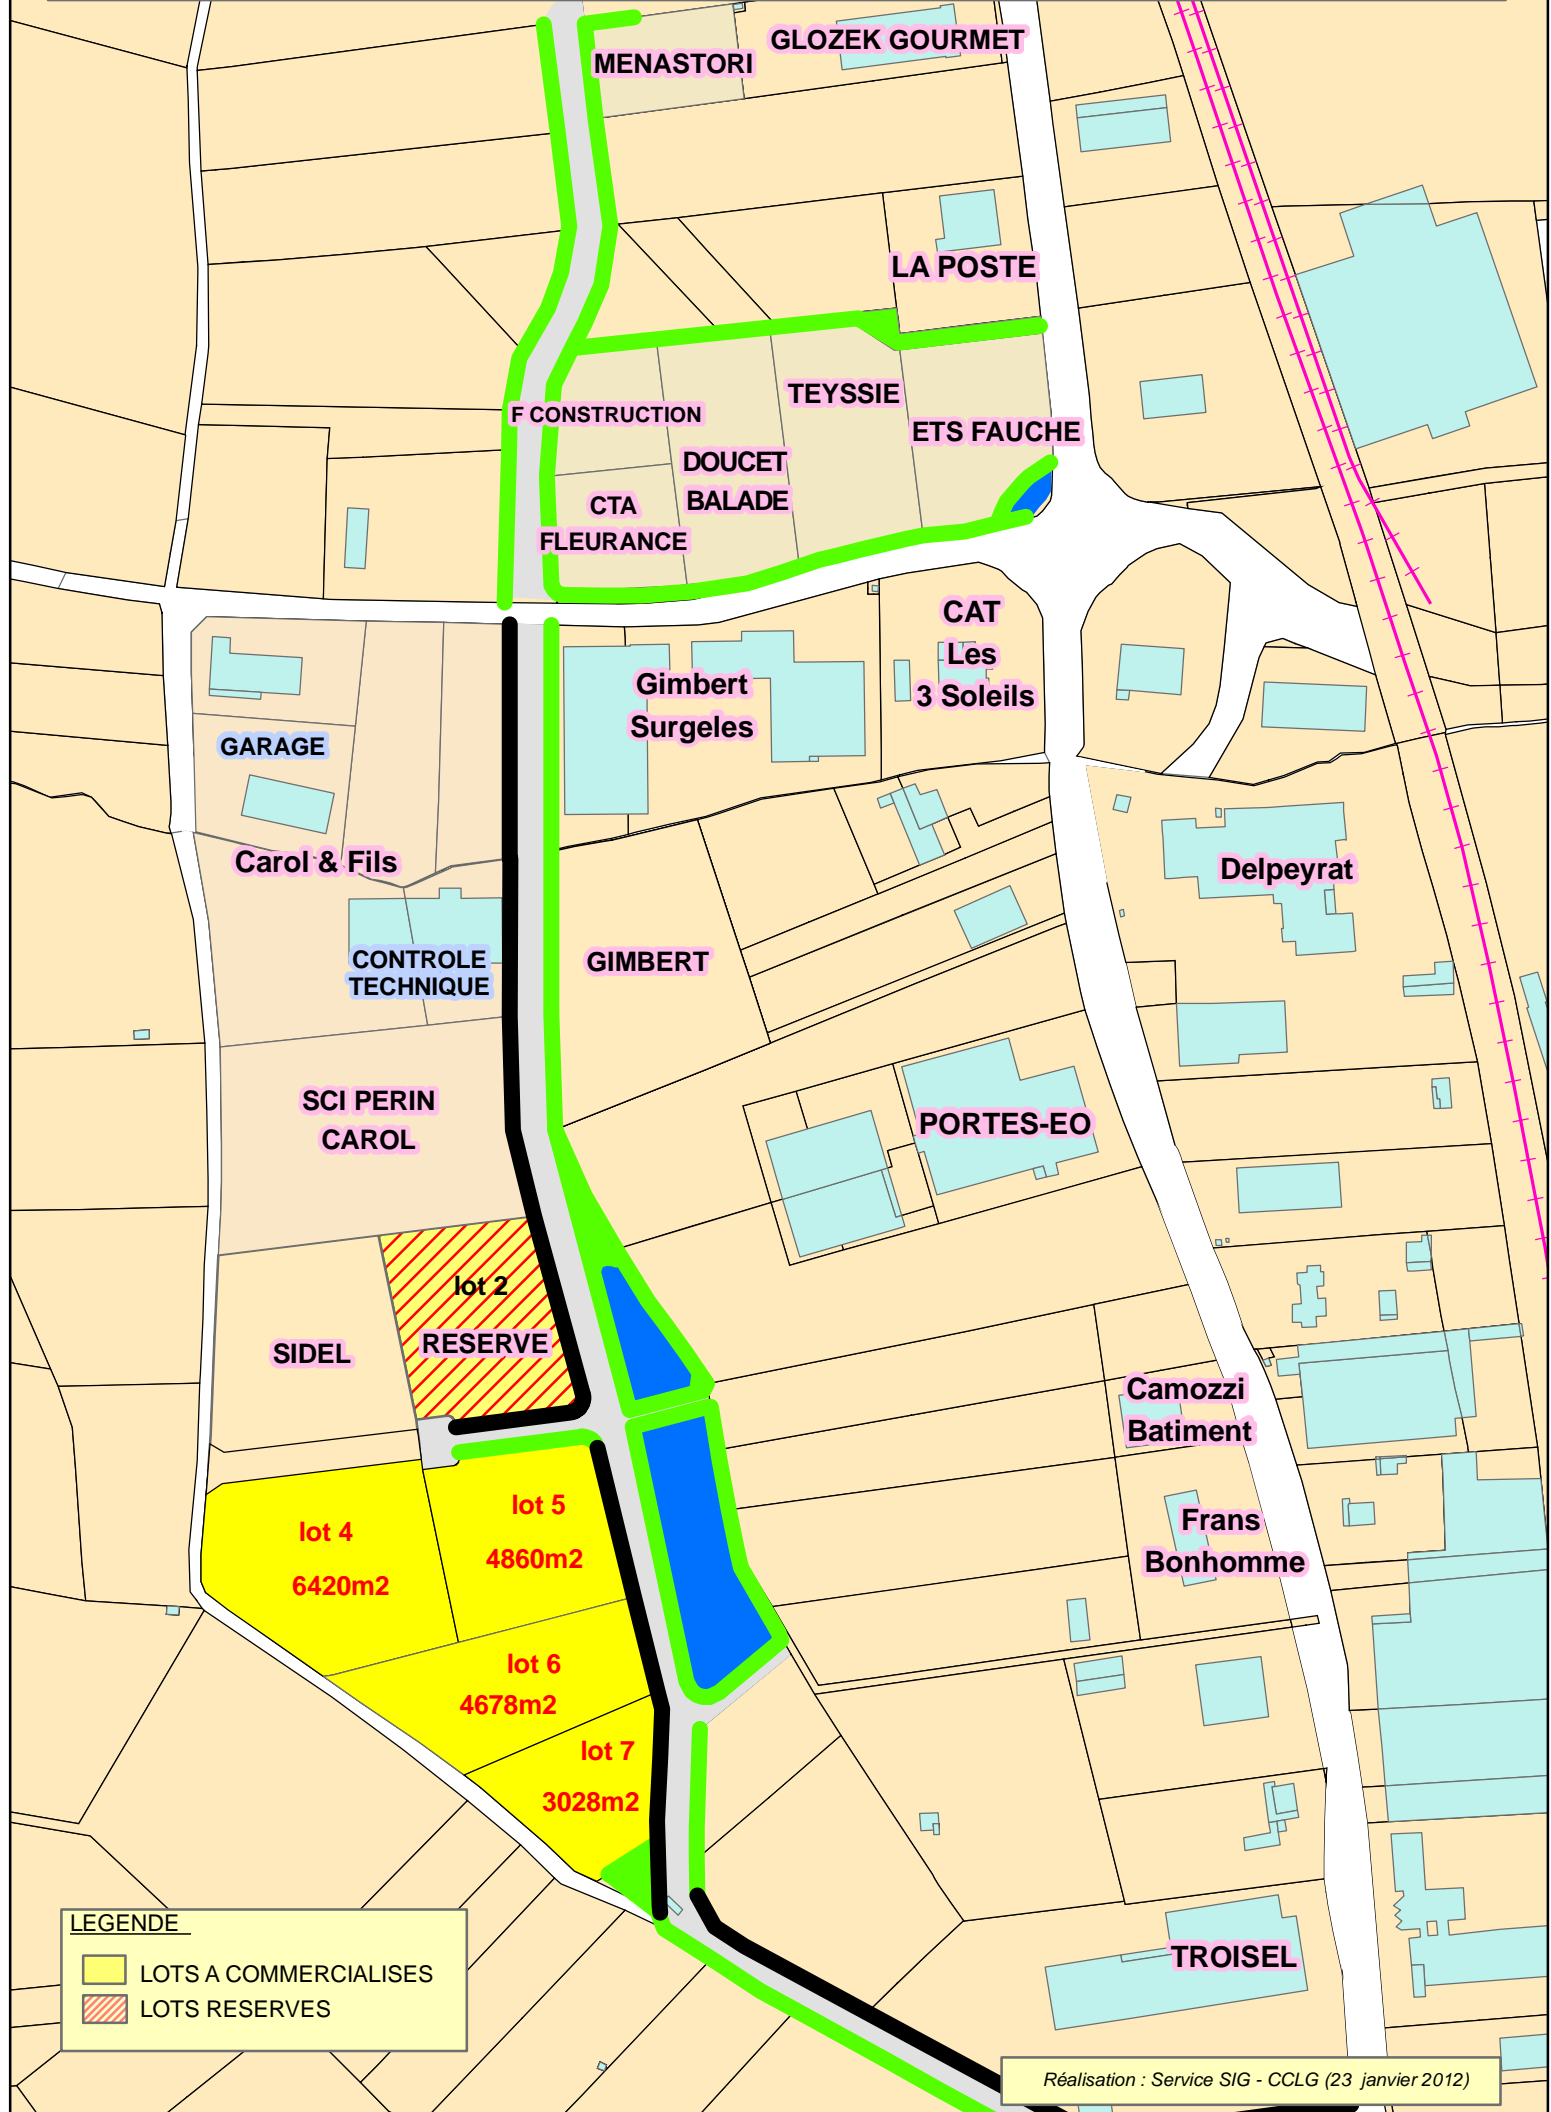 GLOZEK GOURMET
MENASTORI
LA POSTE
TEYSSIE
F CONSTRUCTION
ETS FAUCHE
DOUCET
BALADE
CTA
FLEURANCE
CAT
Les
3 Soleils
Gimbert
Surgeles
GARAGE
Carol & Fils
Delpeyrat
CONTROLE
TECHNIQUE
GIMBERT
SCI PERIN
CAROL
PORTES-EO
lot 2
RESERVE
SIDEL
Camozzi
Batiment
lot 5
4860m2
lot 4
6420m2
Frans
Bonhomme
lot 6
4678m2
lot 7
3028m2
TROISEL
LEGENDE
LOTS A COMMERCIALISES
LOTS RESERVES
Réalisation : Service SIG - CCLG (23 janvier 2012)